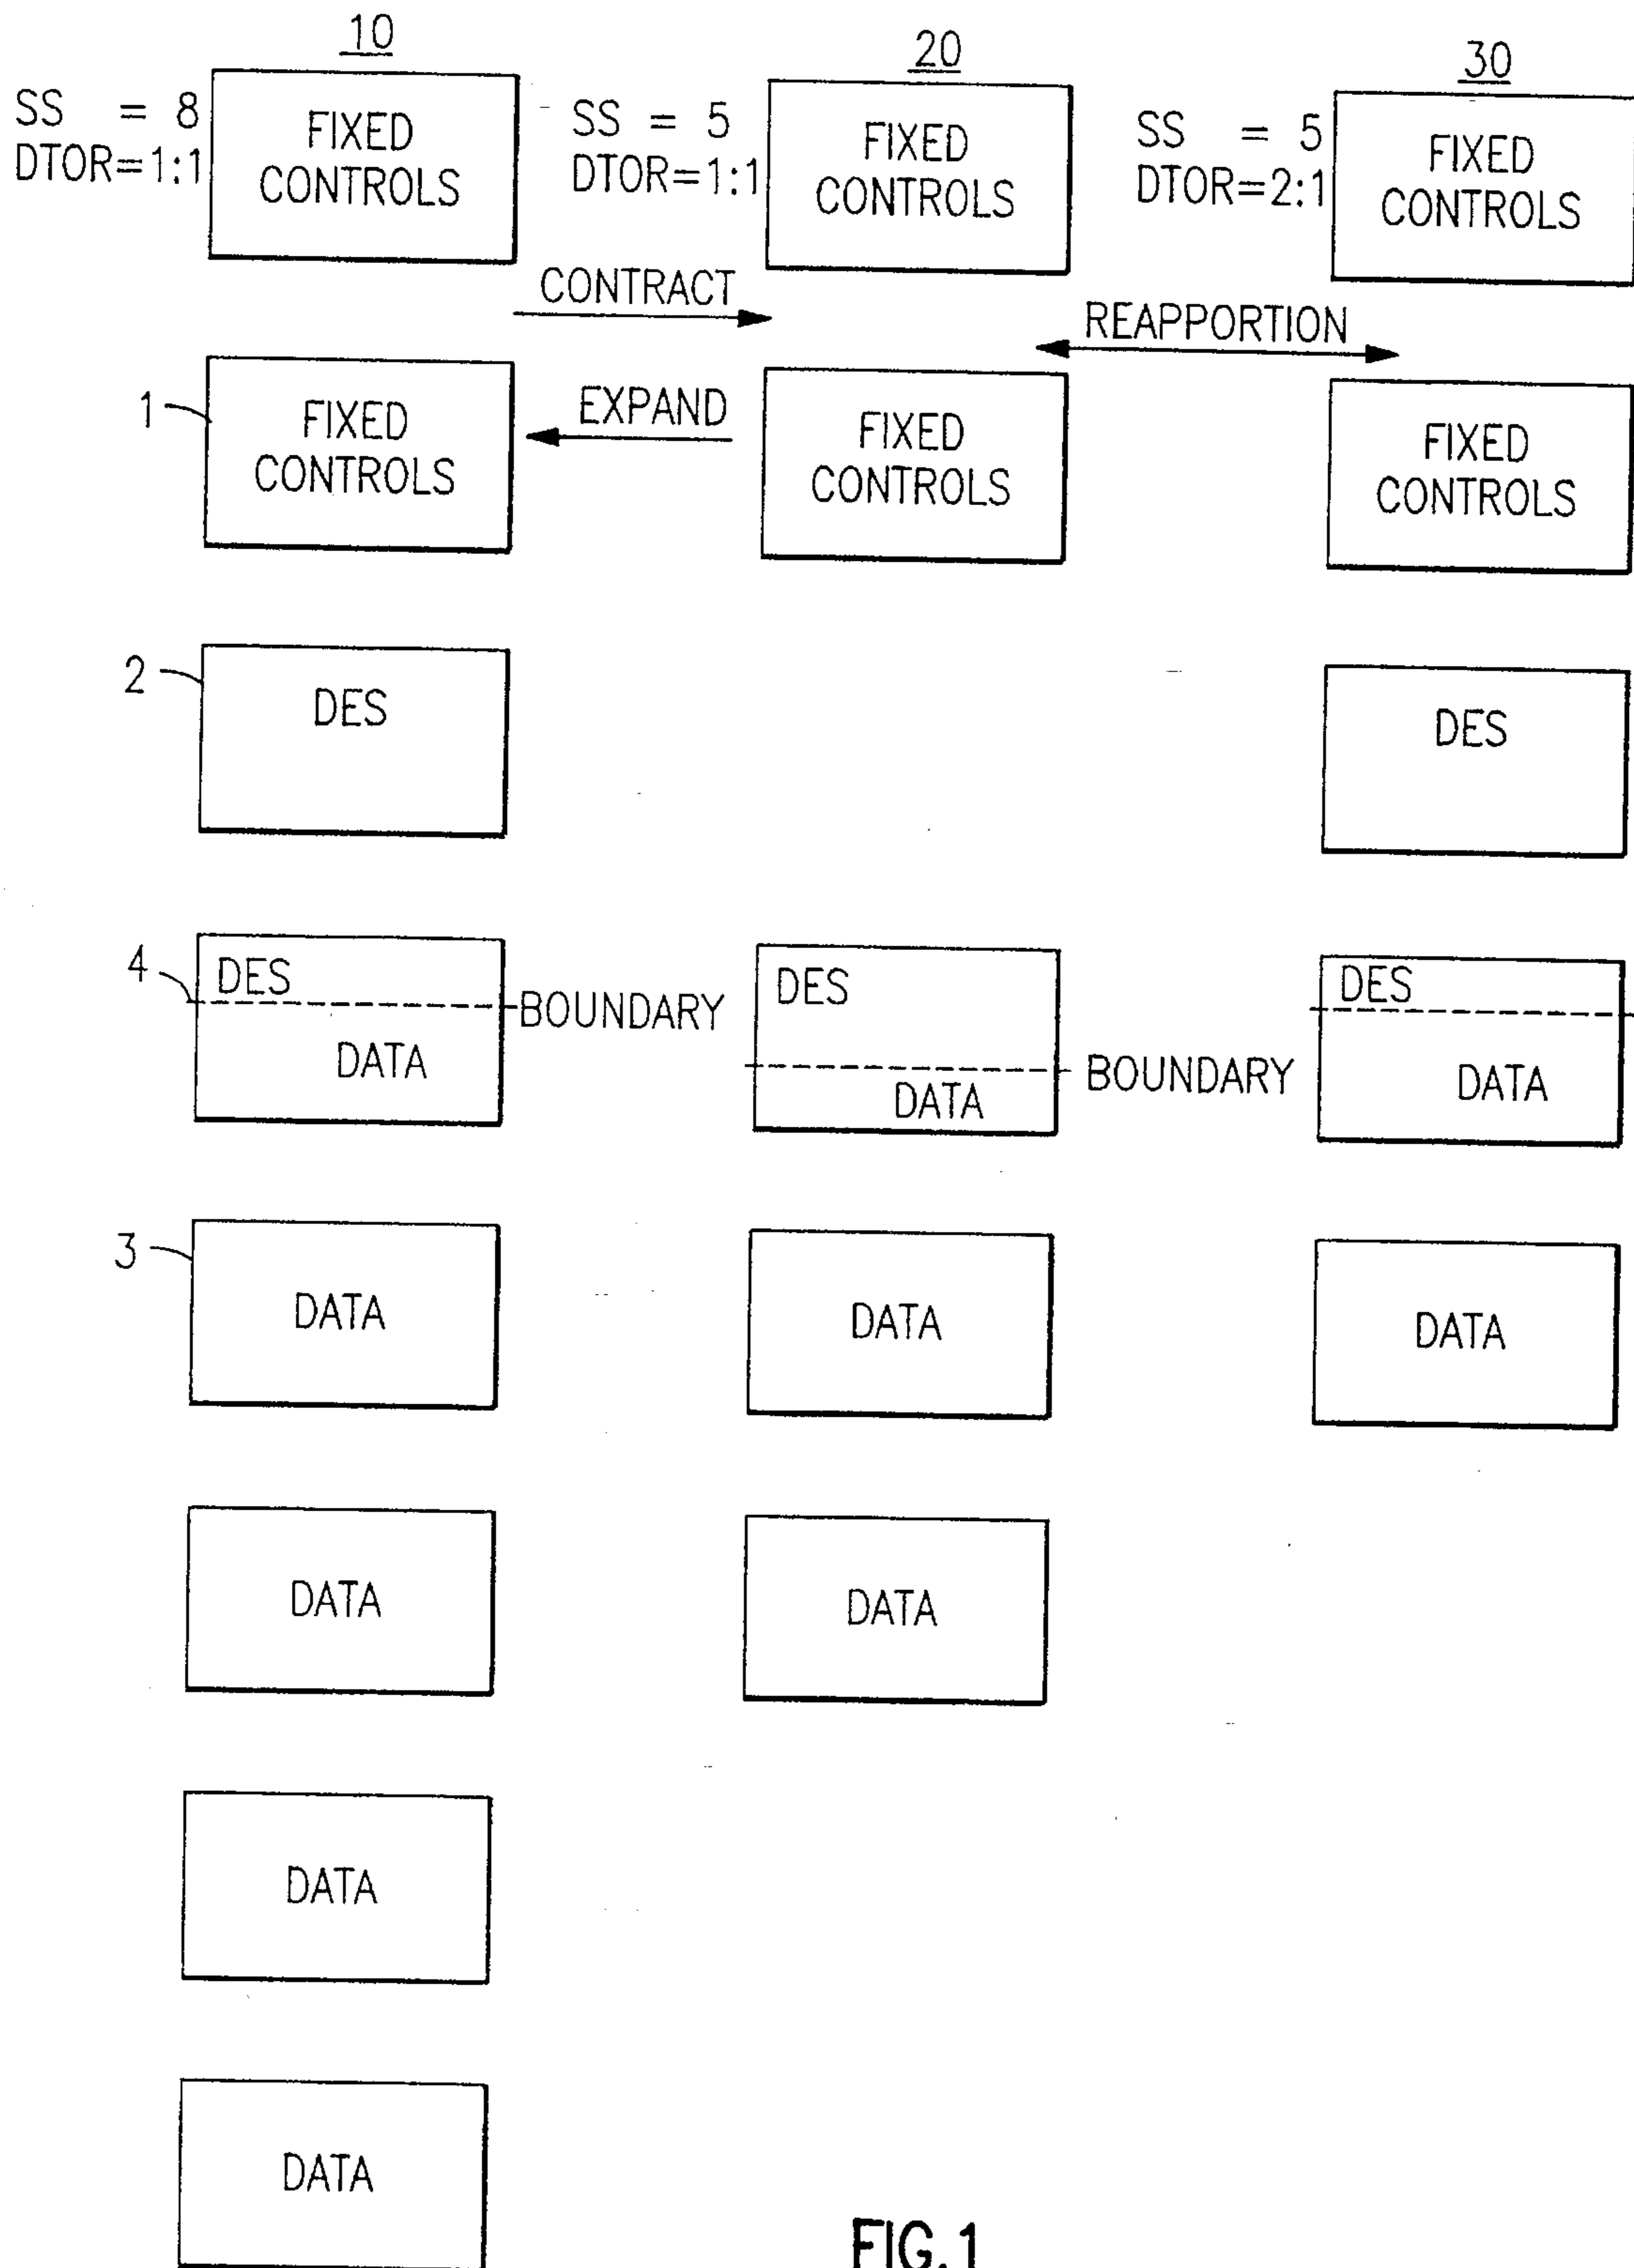 10
20
30
SS = 8
DTOR=1:1
FIXED
CONTROLS
SS = 5
DTOR=1:1
FIXED
CONTROLS
SS = 5
DTOR=2:1
FIXED
CONTROLS
CONTRACT
REAPPORTION
EXPAND
1
FIXED
CONTROLS
FIXED
CONTROLS
FIXED
CONTROLS
2
DES
DES
4
DES
BOUNDARY
DATA
DES
BOUNDARY
DATA
DES
DATA
3
DATA
DATA
DATA
DATA
DATA
DATA
DATA
FIG.1